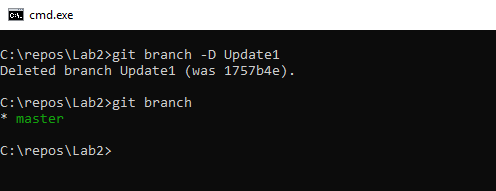 cmd.exe
C:\repos\Lab2>git branch -D Update1
Deleted branch Update1 (was 1757b4e).
C:\repos\Lab2>git branch
* master
C:\repos\Lab2>